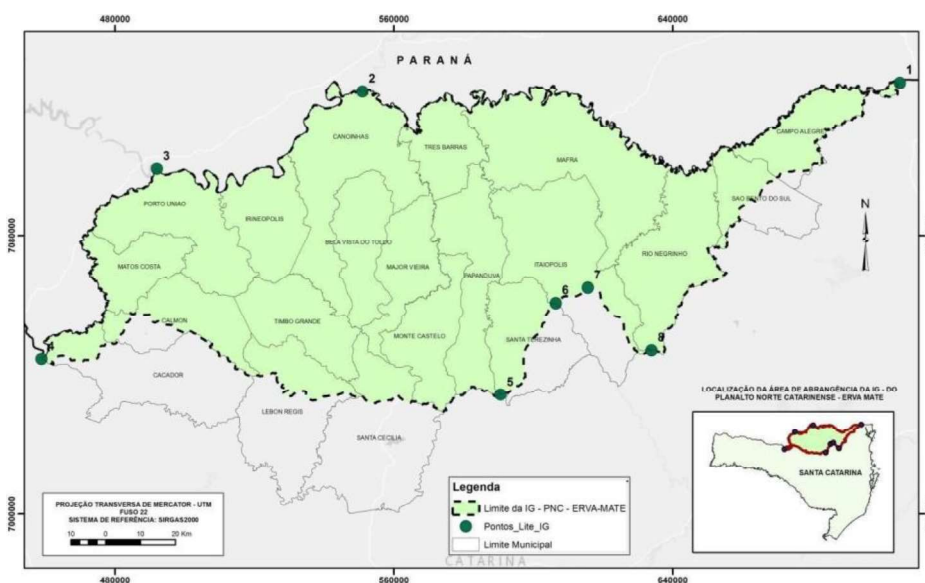 480000 560000 640000
PARANÁ
1
2
CAMPO ALEGRE
CANOINHAS
TRES BARRAS
MAFRA
3
SAO BENTO DO SUL
PORTO UNIAO
IRINEOPOLIS
N
BELA VISTA DO TOLDO
RIO NEGRINHO
MATOS COSTA
MAJOR VIEIRA
ITAIOPOLIS
PAPANDUVA
7
6
CALMON
TIMBO GRANDE
MONTE CASTELO
SANTA TEREZINHA
8
4
CACADOR
5
LEBON REGIS
SANTA CECILIA
LOCALIZAÇÃO DA ÁREA DE ABRANGÊNCIA DA IG - DO
PLANALTO NORTE CATARINENSE - ERVA MATE
SANTA CATARINA
Legenda
Limite da IG - PNC - ERVA-MATE
Pontos_Lite_IG
Limite Municipal
PROJEÇÃO TRANSVERSA DE MERCATOR - UTM
FUSO 22
SISTEMA DE REFERÊNCIA: SIRGAS2000
10 0 10 20 Km
7000000
CATARINA
480000 560000 640000